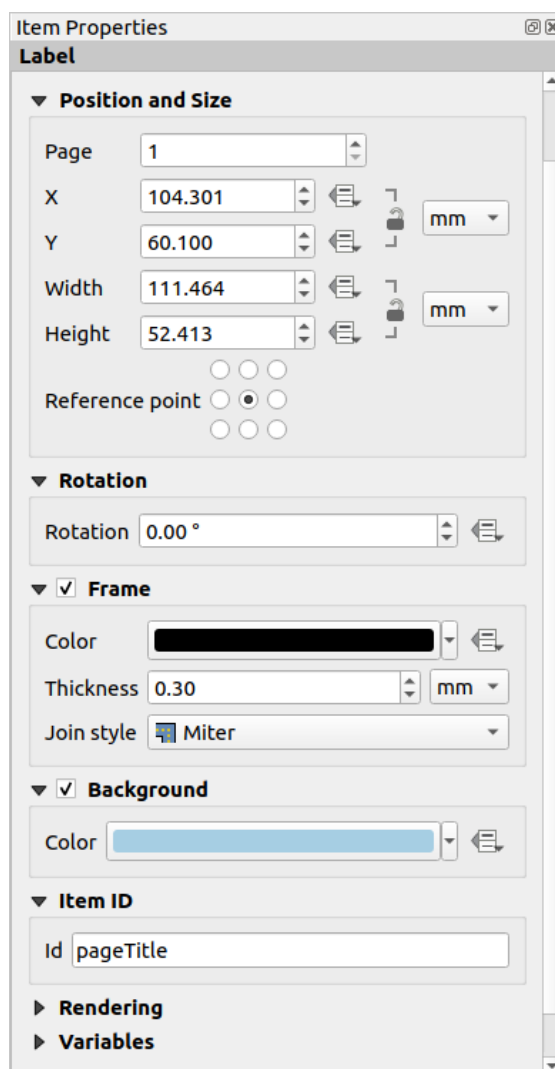 Item Properties
Label
Position and Size
Page 1
X 104.301
mm
Y 60.100
Width 111.464
mm
Height 52.413
Reference point
Rotation
Rotation 0.00 °
Frame
Color
Thickness 0.30 mm
Join style Miter
Background
Color
Item ID
Id pageTitle
Rendering
Variables